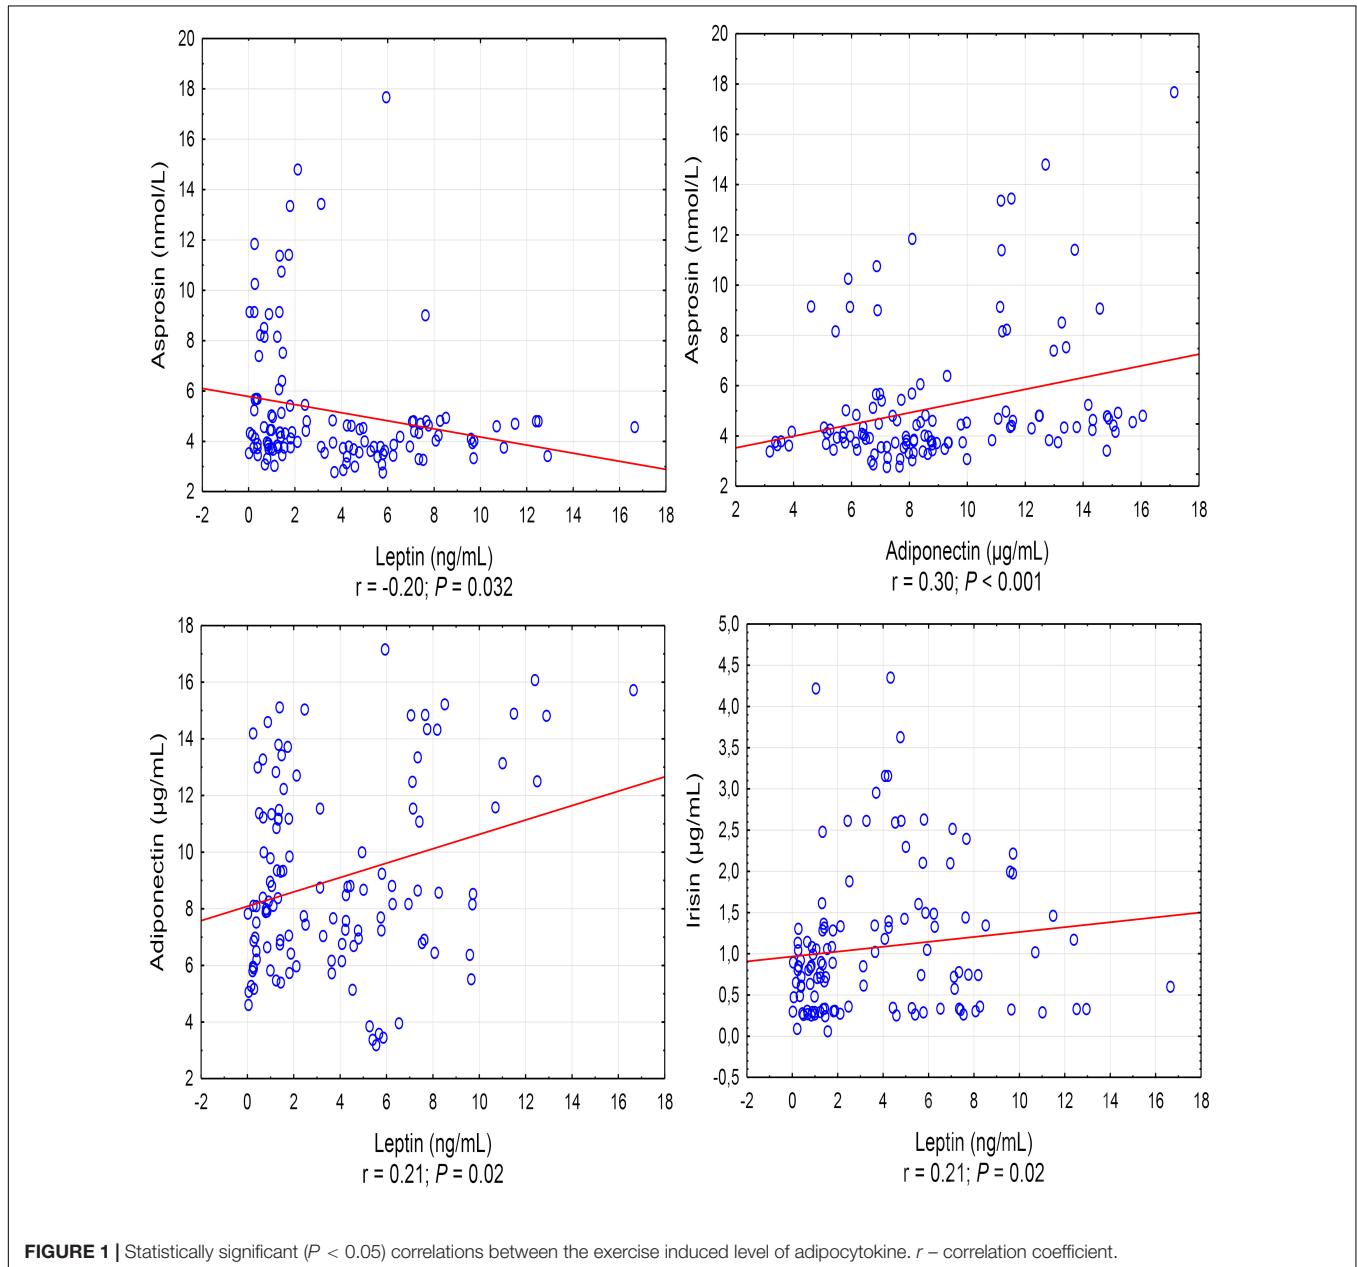 20
18
16
14
12
10
8
6
4
2
Asprosin (nmol/L)
-2 0 2 4 6 8 10 12 14 16 18
Leptin (ng/mL)
r = -0.20; P = 0.032
20
18
16
14
12
10
8
6
4
2
Asprosin (nmol/L)
2 4 6 8 10 12 14 16 18
Adiponectin (µg/mL)
r = 0.30; P < 0.001
18
16
14
12
10
8
6
4
2
Adiponectin (µg/mL)
-2 0 2 4 6 8 10 12 14 16 18
Leptin (ng/mL)
r = 0.21; P = 0.02
5,0
4,5
4,0
3,5
3,0
2,5
2,0
1,5
1,0
0,5
0,0
-0,5
Irisin (µg/mL)
-2 0 2 4 6 8 10 12 14 16 18
Leptin (ng/mL)
r = 0.21; P = 0.02
FIGURE 1 | Statistically significant (P < 0.05) correlations between the exercise induced level of adipocytokine. r – correlation coefficient.